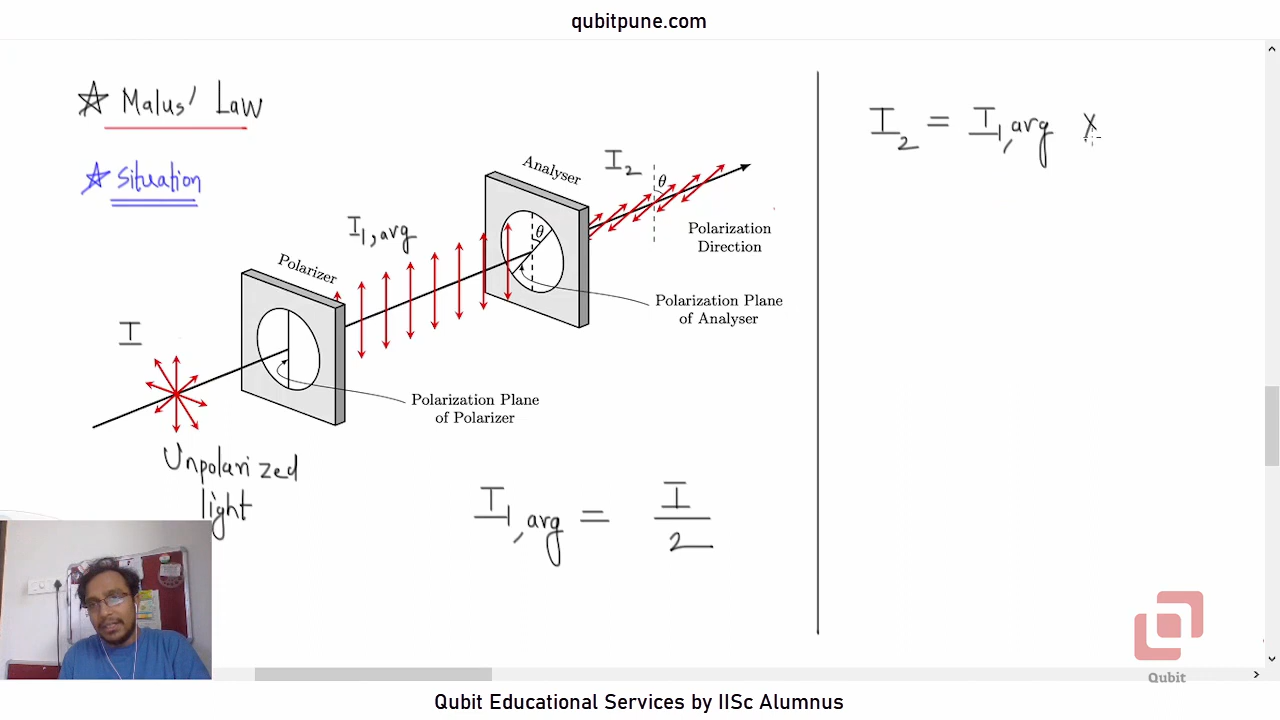 qubitpune.com
☆ Malus' Law
☆ Situation
I
Unpolarized
light
Polarizer
Polarization Plane
of Polarizer
I1,avg
Analyser
θ
I2
θ
Polarization
Direction
Polarization Plane
of Analyser
I1,avg = I/2
I2 = I1,avg ×
Qubit
Qubit Educational Services by IISc Alumnus